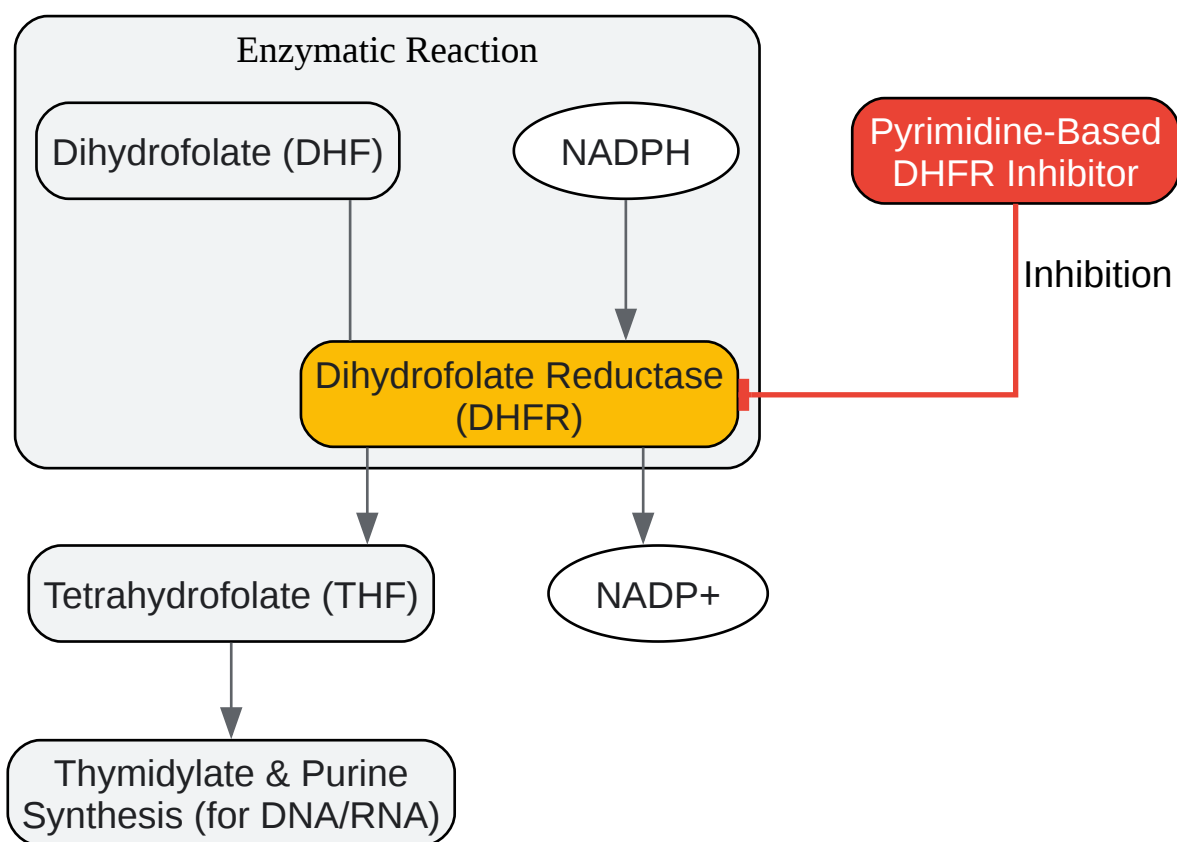 Enzymatic Reaction
Dihydrofolate (DHF)
NADPH
Pyrimidine-Based
DHFR Inhibitor
Inhibition
Dihydrofolate Reductase
(DHFR)
Tetrahydrofolate (THF)
NADP+
Thymidylate & Purine
Synthesis (for DNA/RNA)